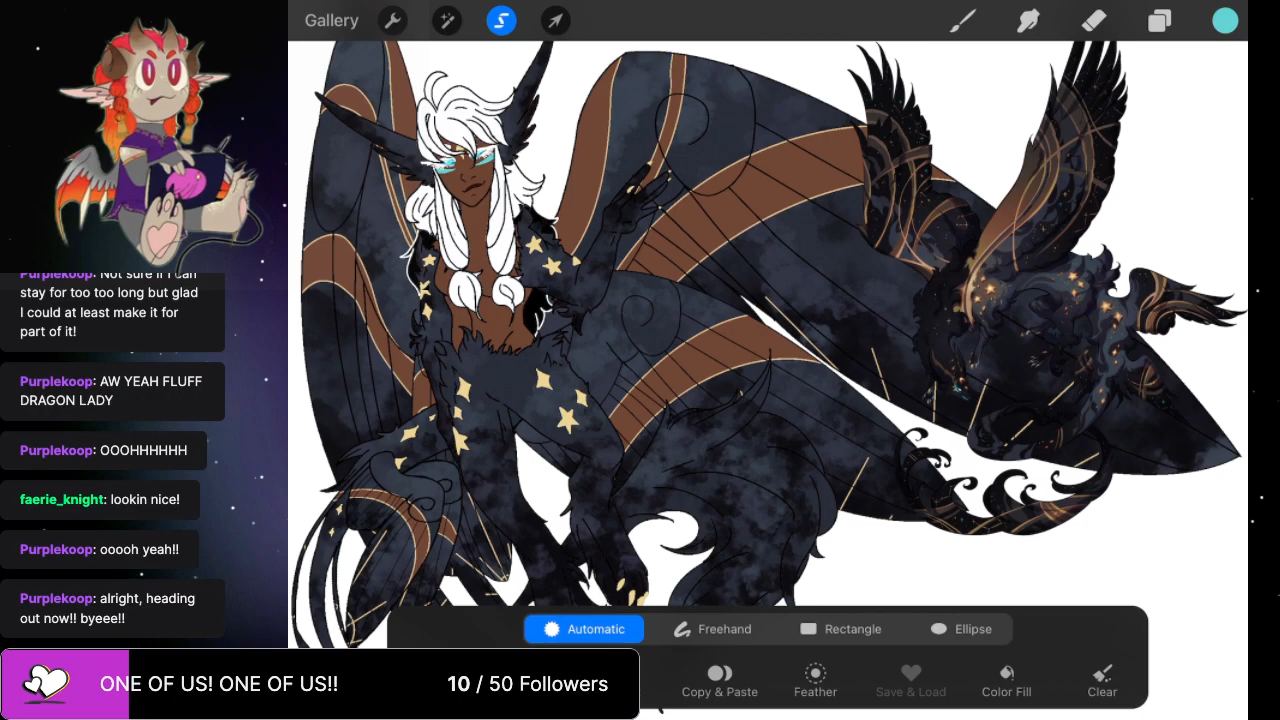 Gallery
Purplekoop: Not sure if I can
stay for too too long but glad
I could at least make it for
part of it!
Purplekoop: AW YEAH FLUFF
DRAGON LADY
Purplekoop: OOOHHHHHH
faerie_knight: lookin nice!
Purplekoop: ooooh yeah!!
Purplekoop: alright, heading
out now!! byeee!!
Automatic
Freehand
Rectangle
Ellipse
Copy & Paste
Feather
Save & Load
Color Fill
Clear
ONE OF US! ONE OF US!!
10 / 50 Followers